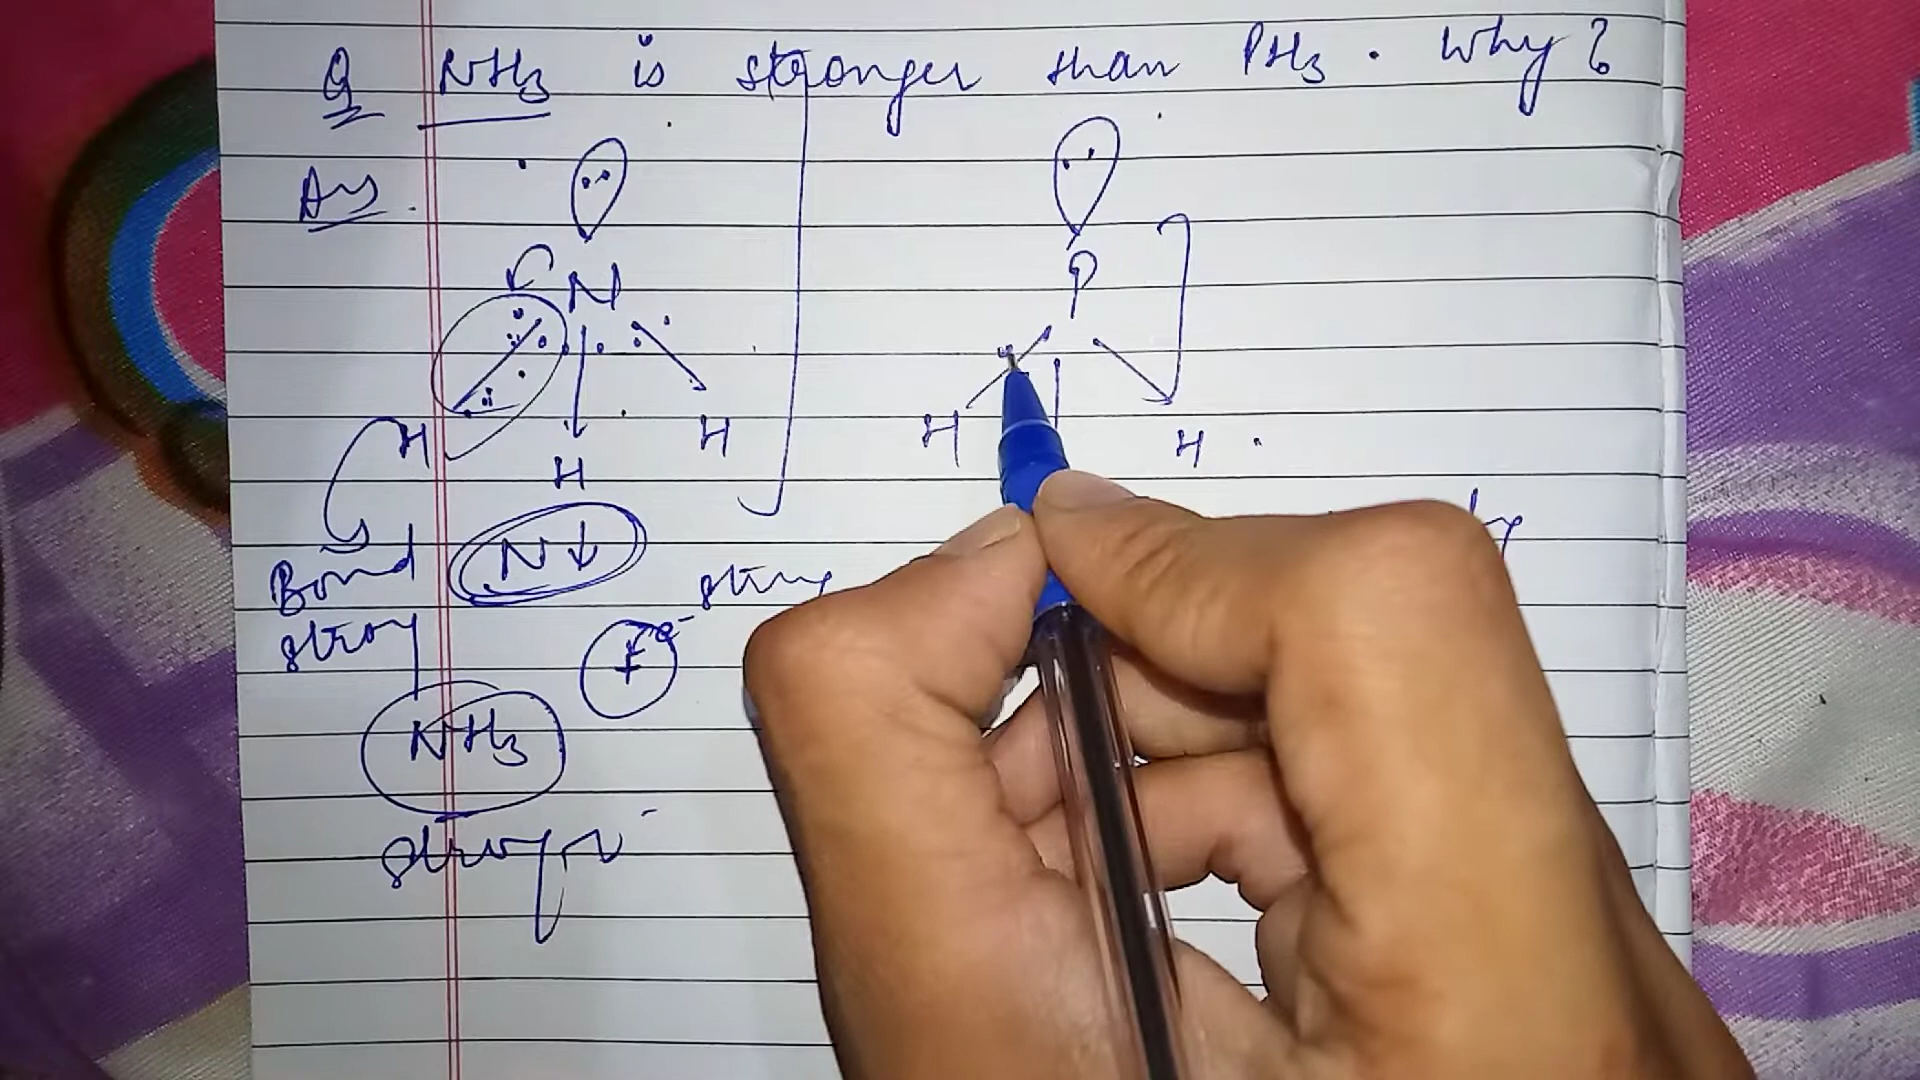 Q NH3 is stronger than PH3. Why?
Ans.
N P
H H H H H
N↓
Bond strong
e-
NH3
stronger